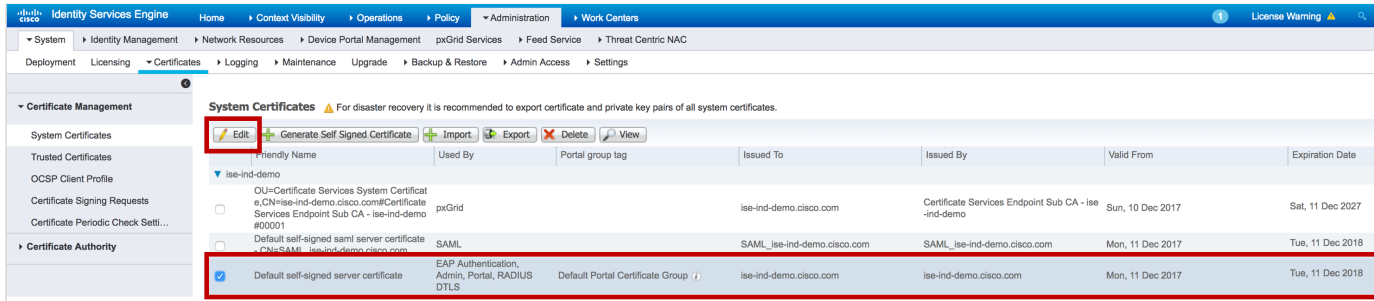 CISCO Identity Services Engine Home Context Visibility Operations Policy Administration Work Centers 1 License Warning
System Identity Management Network Resources Device Portal Management pxGrid Services Feed Service Threat Centric NAC
Deployment Licensing Certificates Logging Maintenance Upgrade Backup & Restore Admin Access Settings
Certificate Management
System Certificates
Trusted Certificates
OCSP Client Profile
Certificate Signing Requests
Certificate Periodic Check Setti...
Certificate Authority
System Certificates For disaster recovery it is recommended to export certificate and private key pairs of all system certificates.
Edit Generate Self Signed Certificate Import Export Delete View
Friendly Name Used By Portal group tag Issued To Issued By Valid From Expiration Date
ise-ind-demo
OU=Certificate Services System Certificat
e,CN=ise-ind-demo.cisco.com#Certificate
Services Endpoint Sub CA - ise-ind-demo
#00001
pxGrid
ise-ind-demo.cisco.com
Certificate Services Endpoint Sub CA - ise
-ind-demo
Sun, 10 Dec 2017
Sat, 11 Dec 2027
Default self-signed saml server certificate
- CN=SAML_ise-ind-demo.cisco.com
SAML
SAML_ise-ind-demo.cisco.com
SAML_ise-ind-demo.cisco.com
Mon, 11 Dec 2017
Tue, 11 Dec 2018
Default self-signed server certificate
EAP Authentication,
Admin, Portal, RADIUS
DTLS
Default Portal Certificate Group i
ise-ind-demo.cisco.com
ise-ind-demo.cisco.com
Mon, 11 Dec 2017
Tue, 11 Dec 2018